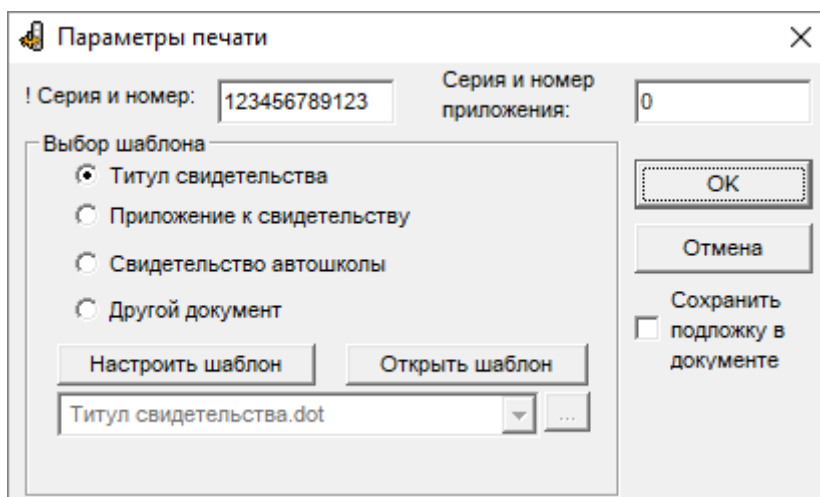 Параметры печати
! Серия и номер: 123456789123
Серия и номер
приложения: 0
Выбор шаблона
Титул свидетельства
Приложение к свидетельству
Свидетельство автошколы
Другой документ
Настроить шаблон Открыть шаблон
Титул свидетельства.dot ...
OK
Отмена
Сохранить
подложку в
документе